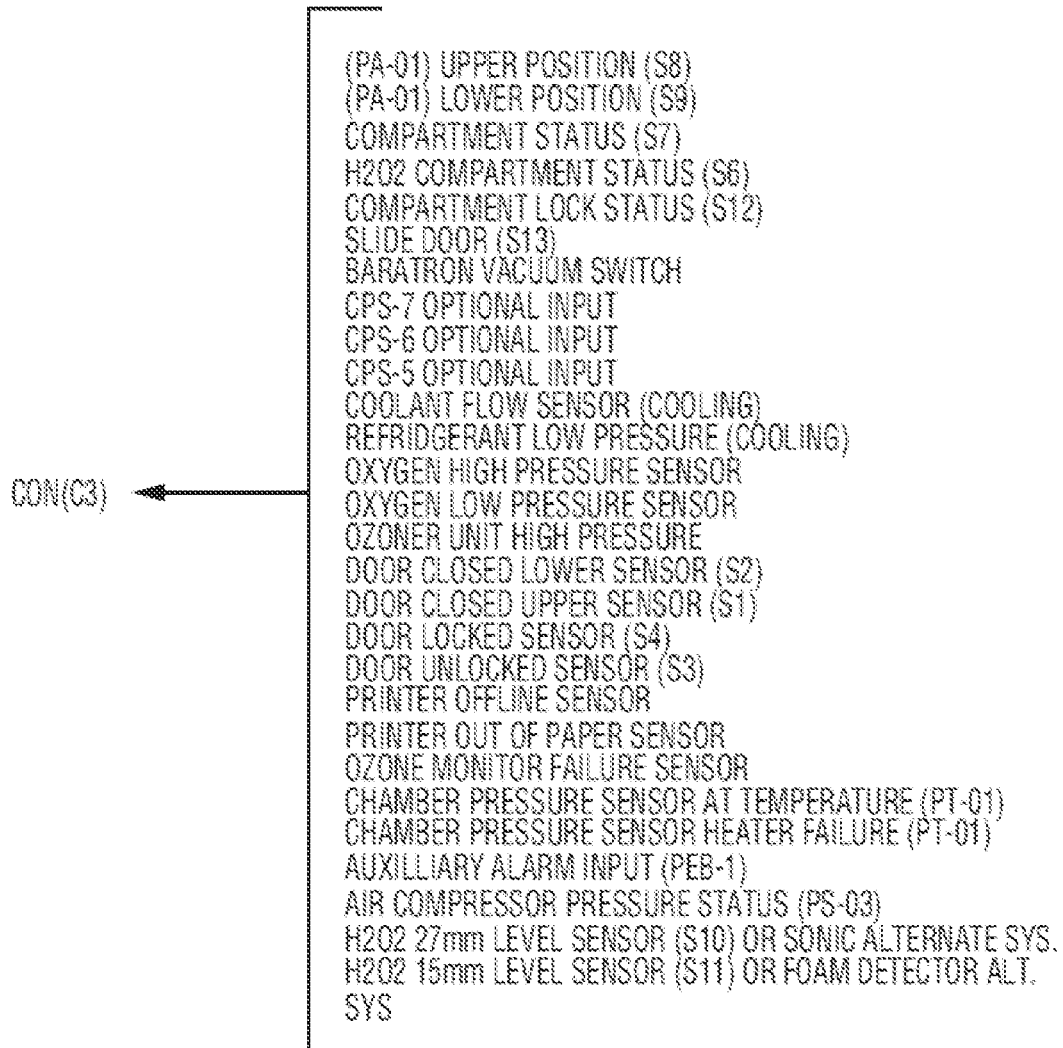 (PA-01) UPPER POSITION (S8)
(PA-01) LOWER POSITION (S9)
COMPARTMENT STATUS (S7)
H2O2 COMPARTMENT STATUS (S6)
COMPARTMENT LOCK STATUS (S12)
SLIDE DOOR (S13)
BARATRON VACUUM SWITCH
CPS-7 OPTIONAL INPUT
CPS-6 OPTIONAL INPUT
CPS-5 OPTIONAL INPUT
COOLANT FLOW SENSOR (COOLING)
REFRIDGERANT LOW PRESSURE (COOLING)
OXYGEN HIGH PRESSURE SENSOR
CON(C3)
OXYGEN LOW PRESSURE SENSOR
OZONER UNIT HIGH PRESSURE
DOOR CLOSED LOWER SENSOR (S2)
DOOR CLOSED UPPER SENSOR (S1)
DOOR LOCKED SENSOR (S4)
DOOR UNLOCKED SENSOR (S3)
PRINTER OFFLINE SENSOR
PRINTER OUT OF PAPER SENSOR
OZONE MONITOR FAILURE SENSOR
CHAMBER PRESSURE SENSOR AT TEMPERATURE (PT-01)
CHAMBER PRESSURE SENSOR HEATER FAILURE (PT-01)
AUXILLIARY ALARM INPUT (PEB-1)
AIR COMPRESSOR PRESSURE STATUS (PS-03)
H2O2 27mm LEVEL SENSOR (S10) OR SONIC ALTERNATE SYS.
H2O2 15mm LEVEL SENSOR (S11) OR FOAM DETECTOR ALT.
SYS